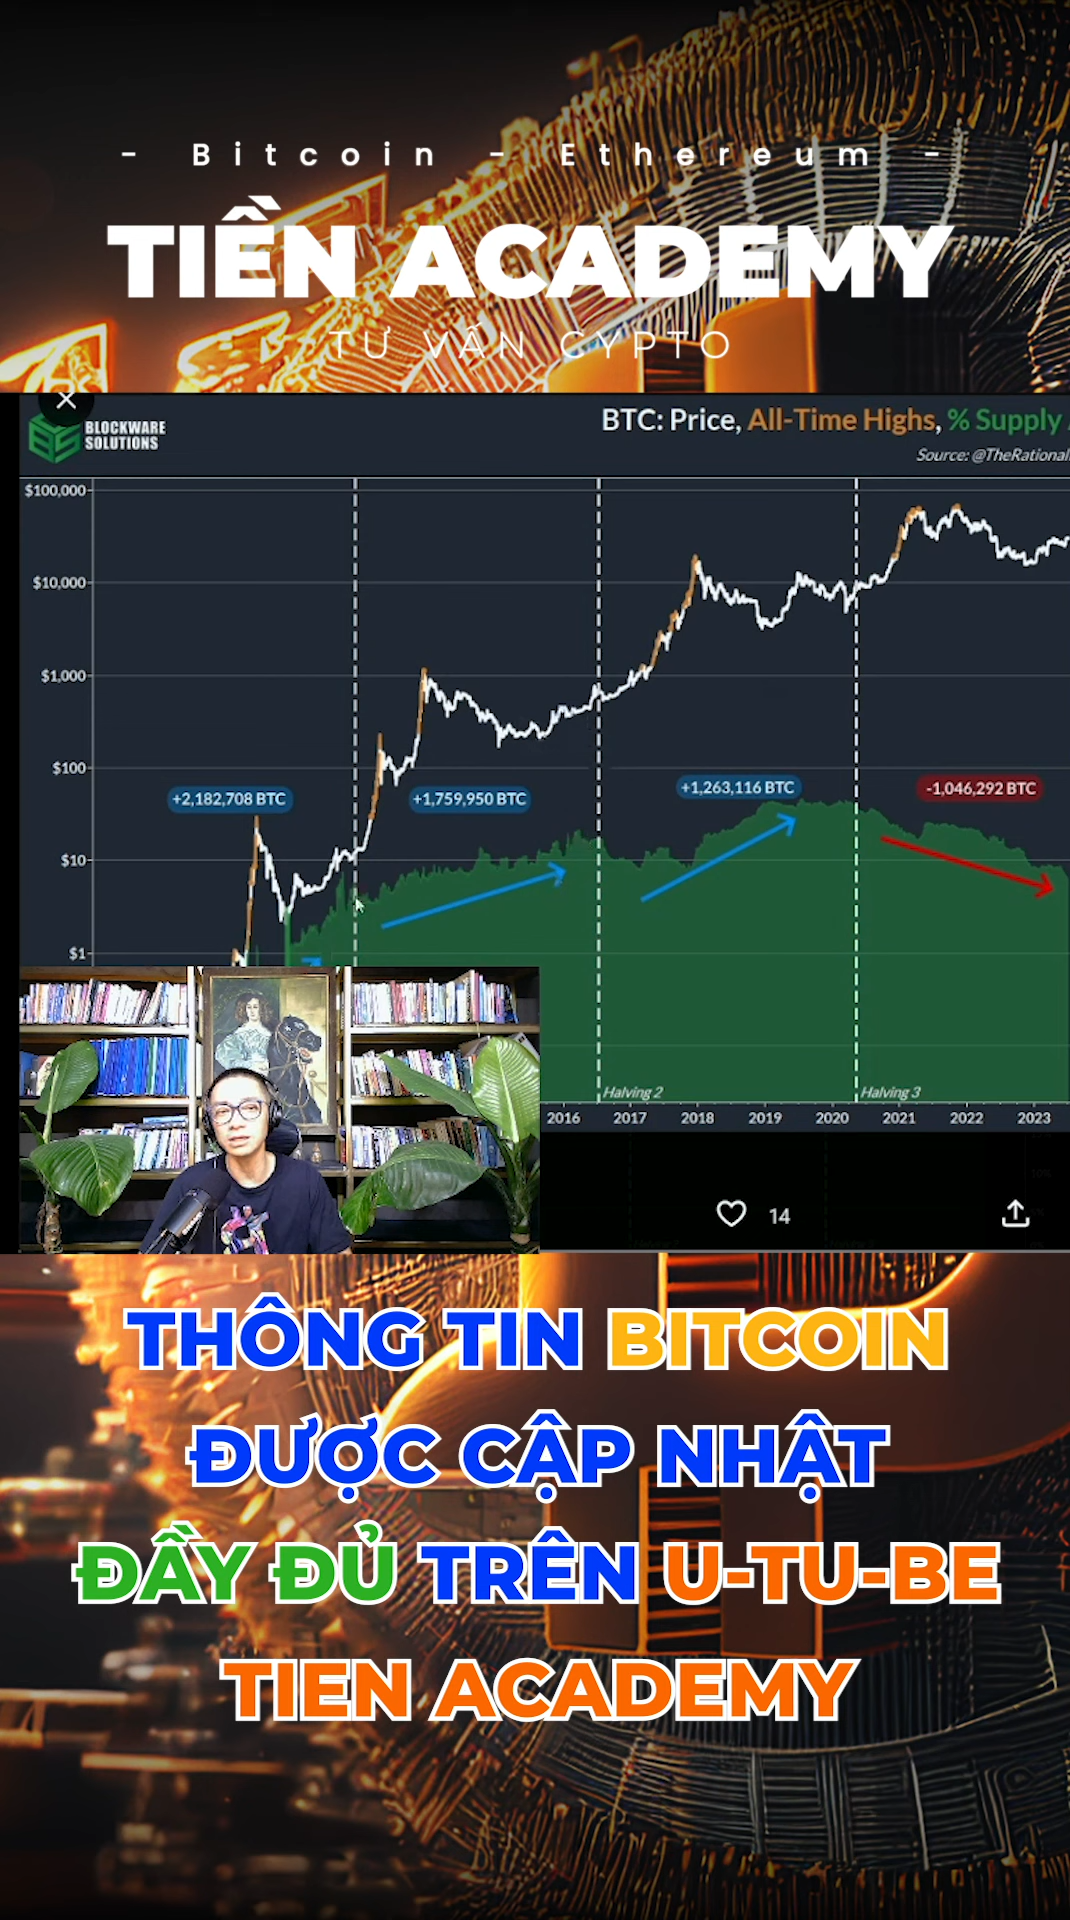 - Bitcoin - Ethereum -
TIỀN ACADEMY
TƯ VẤN CYPTO
BLOCKWARE
SOLUTIONS
BTC: Price, All-Time Highs, % Supply
Source: @TheRational
$100,000
$10,000
$1,000
$100
+2,182,708 BTC
+1,759,950 BTC
+1,263,116 BTC
-1,046,292 BTC
$10
$1
Halving 2
Halving 3
2016 2017 2018 2019 2020 2021 2022 2023
14
THÔNG TIN BITCOIN
ĐƯỢC CẬP NHẬT
ĐẦY ĐỦ TRÊN U-TU-BE
TIEN ACADEMY